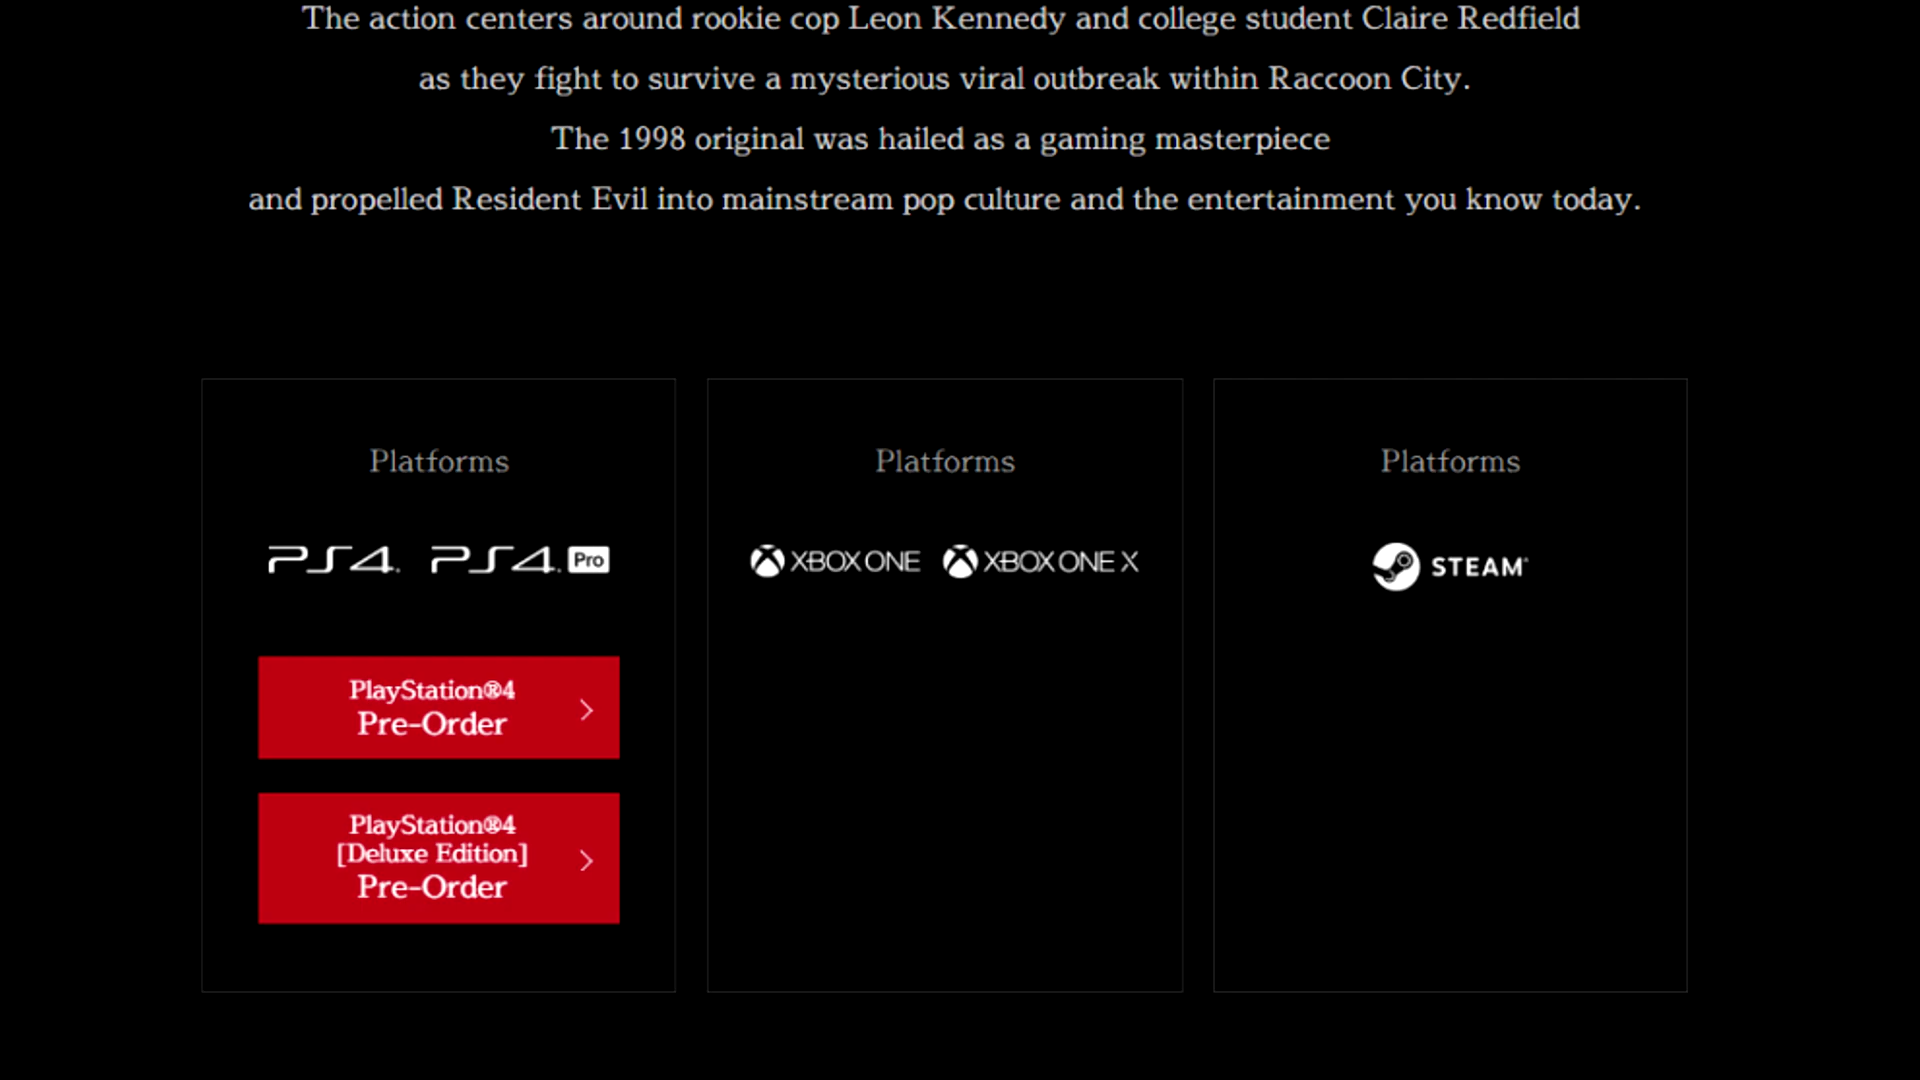 The action centers around rookie cop Leon Kennedy and college student Claire Redfield
as they fight to survive a mysterious viral outbreak within Raccoon City.
The 1998 original was hailed as a gaming masterpiece
and propelled Resident Evil into mainstream pop culture and the entertainment you know today.
Platforms
PS4. PS4. Pro
PlayStation®4
Pre-Order
PlayStation®4
[Deluxe Edition]
Pre-Order
Platforms
XBOX ONE XBOX ONE X
Platforms
STEAM®